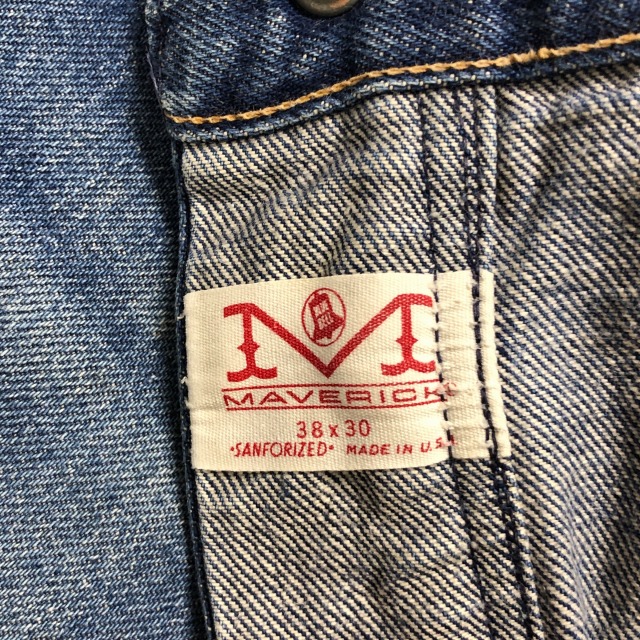 M
MAVERICK
38 x 30
•SANFORIZED• MADE IN U.S.